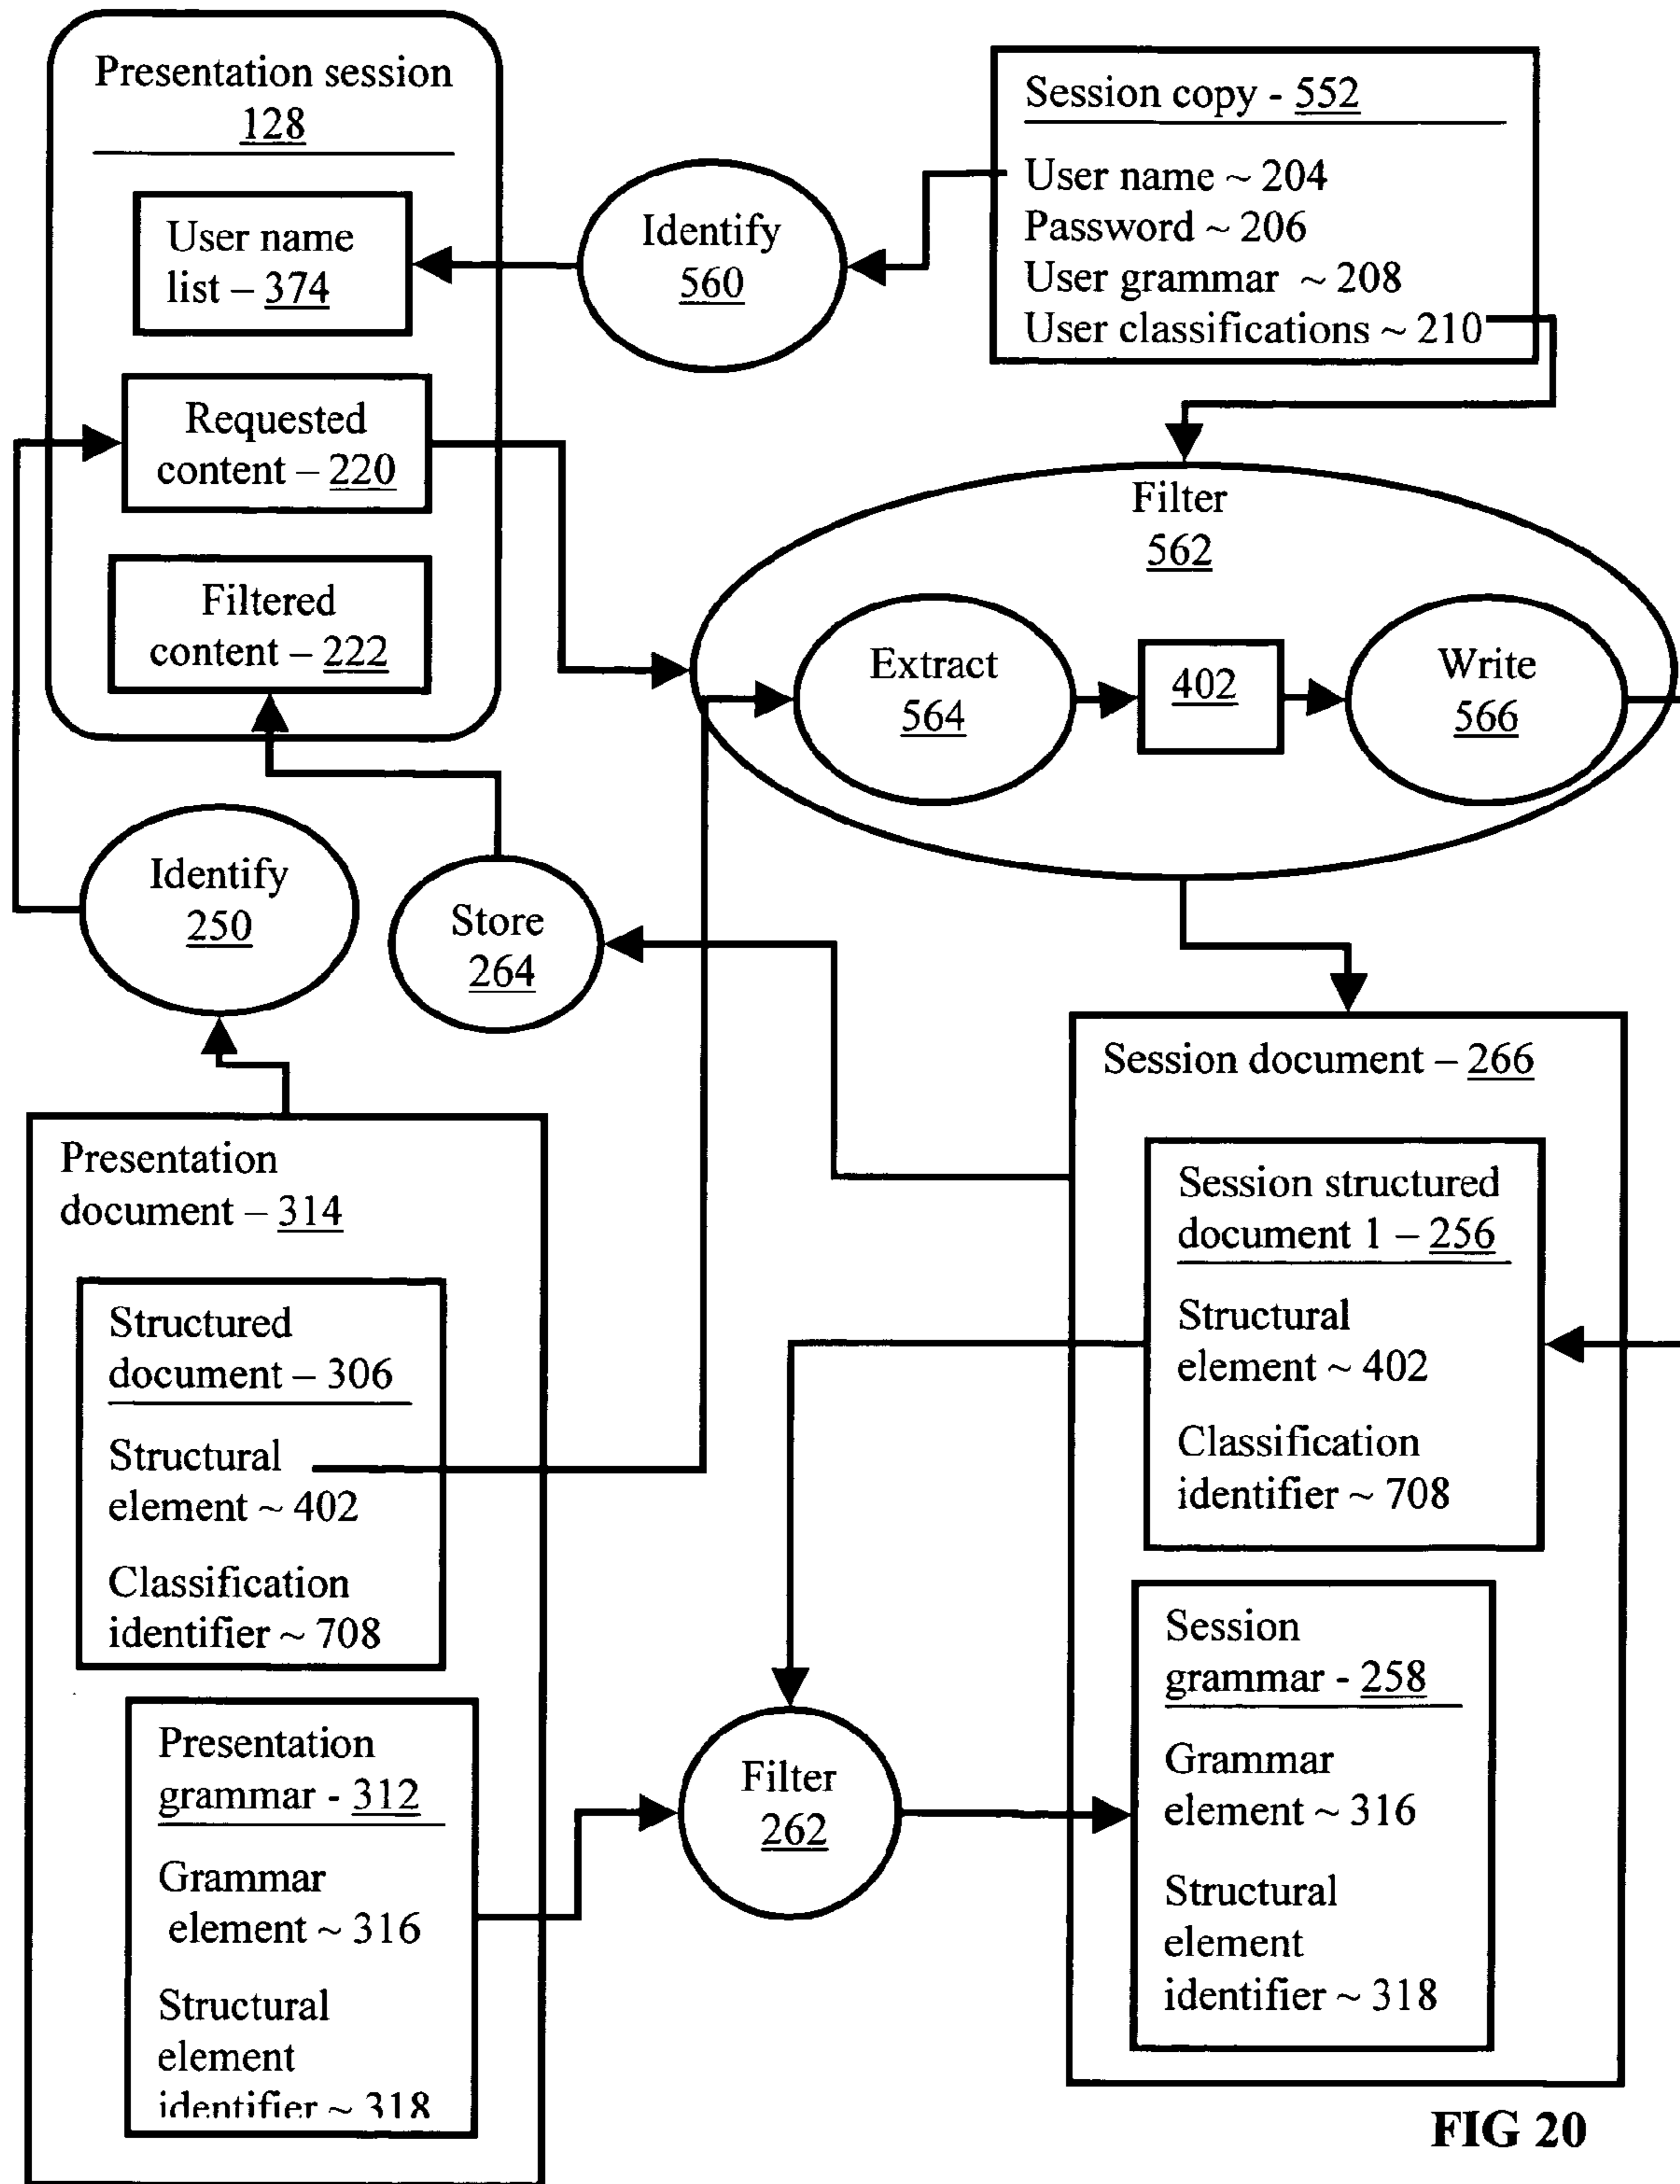 Presentation session
128
User name
list – 374
Requested
content – 220
Filtered
content – 222
Identify
560
Session copy - 552
User name ~ 204
Password ~ 206
User grammar ~ 208
User classifications ~ 210
Filter
562
Extract
564
402
Write
566
Identify
250
Store
264
Presentation
document – 314
Structured
document – 306
Structural
element ~ 402
Classification
identifier ~ 708
Presentation
grammar - 312
Grammar
element ~ 316
Structural
element
identifier ~ 318
Filter
262
Session document – 266
Session structured
document 1 – 256
Structural
element ~ 402
Classification
identifier ~ 708
Session
grammar - 258
Grammar
element ~ 316
Structural
element
identifier ~ 318
FIG 20